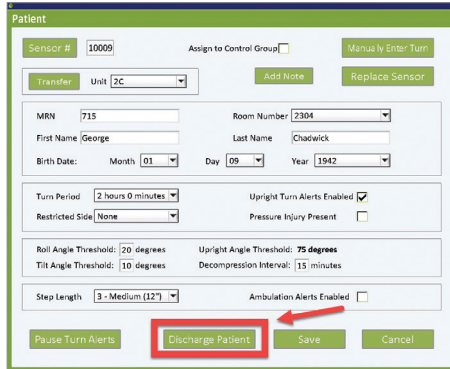 Patient
Sensor # 10009 Assign to Control Group Manually Enter Turn
Transfer Unit 2C Add Note Replace Sensor
MRN 715 Room Number 2304
First Name George Last Name Chadwick
Birth Date: Month 01 Day 09 Year 1942
Turn Period 2 hours 0 minutes Upright Turn Alerts Enabled
Restricted Side None Pressure Injury Present
Roll Angle Threshold: 20 degrees Upright Angle Threshold: 75 degrees
Tilt Angle Threshold: 10 degrees Decompression Interval: 15 minutes
Step Length 3 - Medium (12") Ambulation Alerts Enabled
Pause Turn Alerts Discharge Patient Save Cancel